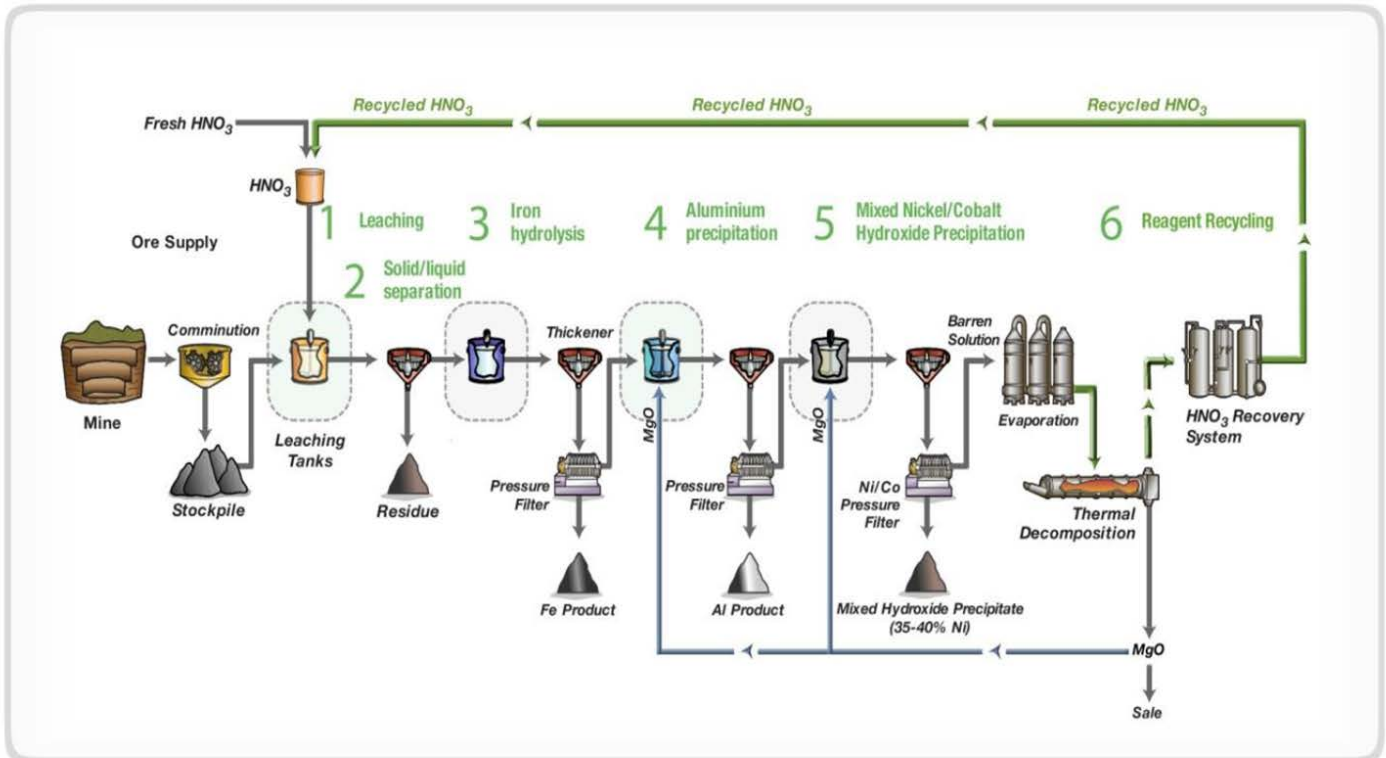 Recycled HNO3
Recycled HNO3
Recycled HNO3
Fresh HNO3
HNO3
1 Leaching
2 Solid/liquid
separation
3 Iron
hydrolysis
4 Aluminium
precipitation
5 Mixed Nickel/Cobalt
Hydroxide Precipitation
6 Reagent Recycling
Ore Supply
Mine
Comminution
Stockpile
Leaching
Tanks
Residue
Thickener
Pressure
Filter
Fe Product
MgO
Pressure
Filter
Al Product
MgO
Ni/Co
Pressure
Filter
Mixed Hydroxide Precipitate
(35-40% Ni)
Barren
Solution
Evaporation
Thermal
Decomposition
HNO3 Recovery
System
MgO
Sale